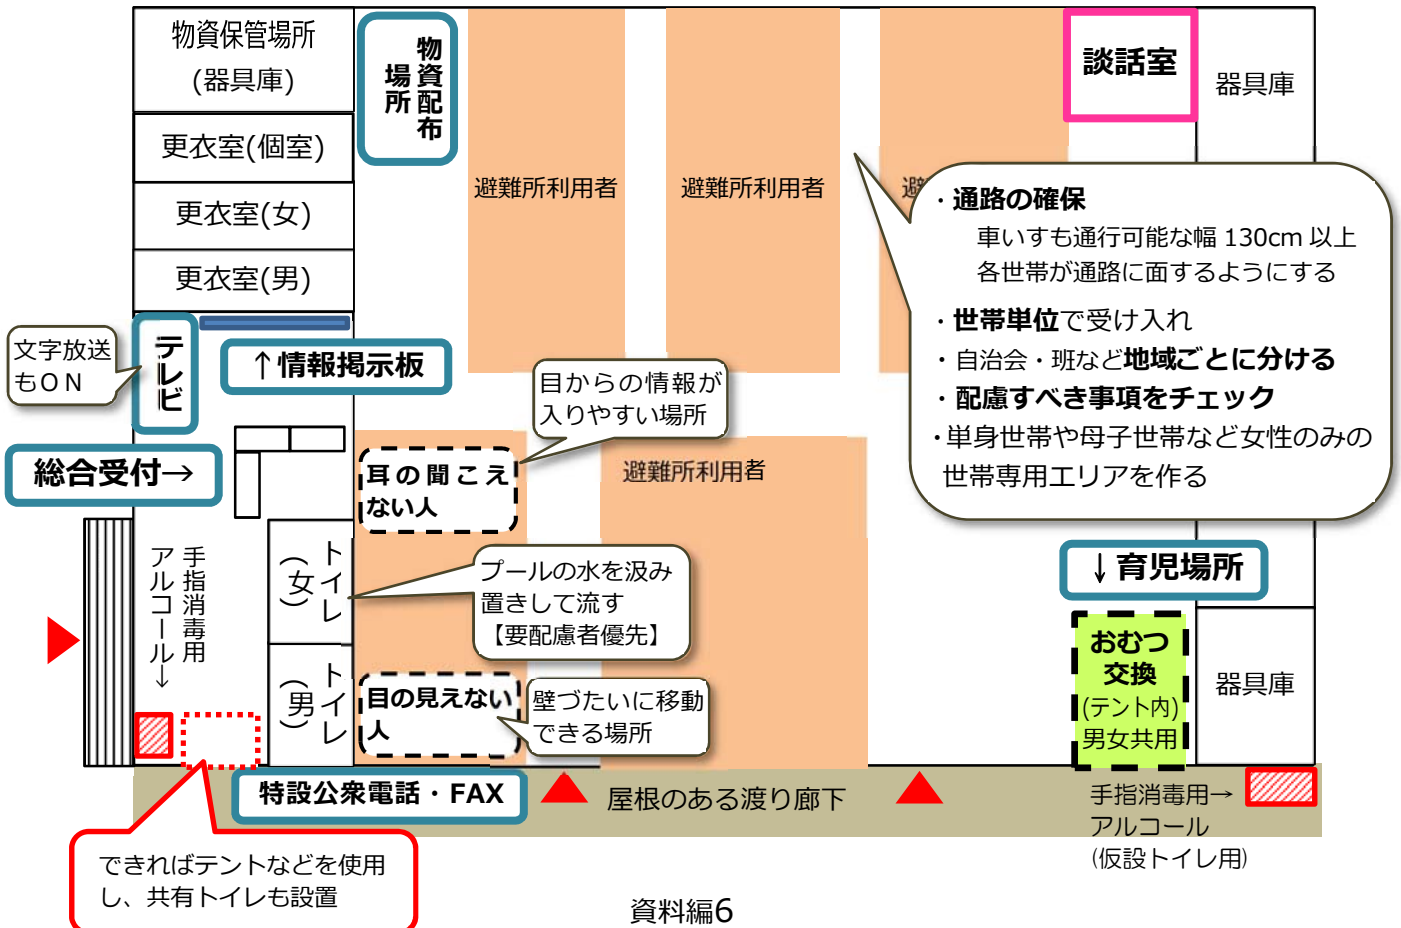 物資保管場所
(器具庫)
物資配布
場所
談話室
器具庫
更衣室(個室)
更衣室(女)
更衣室(男)
避難所利用者
避難所利用者
避
・通路の確保
車いすも通行可能な幅 130cm 以上
各世帯が通路に面するようにする
・世帯単位で受け入れ
・自治会・班など地域ごとに分ける
・配慮すべき事項をチェック
・単身世帯や母子世帯など女性のみの
世帯専用エリアを作る
文字放送
もON
テレビ
↑情報掲示板
目からの情報が
入りやすい場所
総合受付→
耳の聞こえ
ない人
避難所利用者
手指消毒用
アルコール→
トイレ
(女)
プールの水を汲み
置きして流す
【要配慮者優先】
↓育児場所
おむつ
交換
(テント内)
男女共用
器具庫
トイレ
(男)
目の見えない
人
壁づたいに移動
できる場所
特設公衆電話・FAX
屋根のある渡り廊下
手指消毒用→
アルコール
(仮設トイレ用)
できればテントなどを使用
し、共有トイレも設置
資料編6